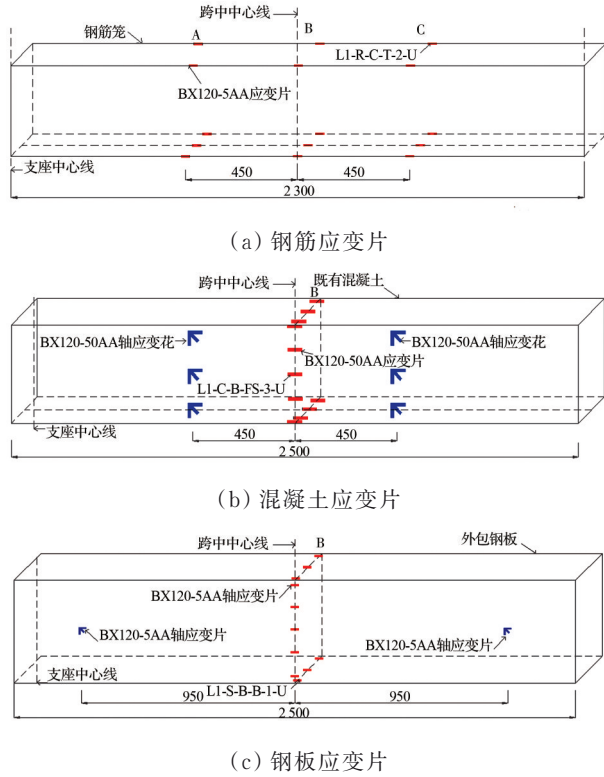 跨中中心线
钢筋笼
A
B
C
L1-R-C-T-2-U
BX120-5AA应变片
支座中心线
450
450
2 300
(a) 钢筋应变片
跨中中心线
既有混凝土
B
BX120-50AA轴应变花
BX120-50AA轴应变花
BX120-50AA应变片
L1-C-B-FS-3-U
支座中心线
450
450
2 500
(b) 混凝土应变片
跨中中心线
B
外包钢板
BX120-5AA轴应变片
BX120-5AA轴应变片
BX120-5AA轴应变片
支座中心线
L1-S-B-B-1-U
950
950
2 500
(c) 钢板应变片